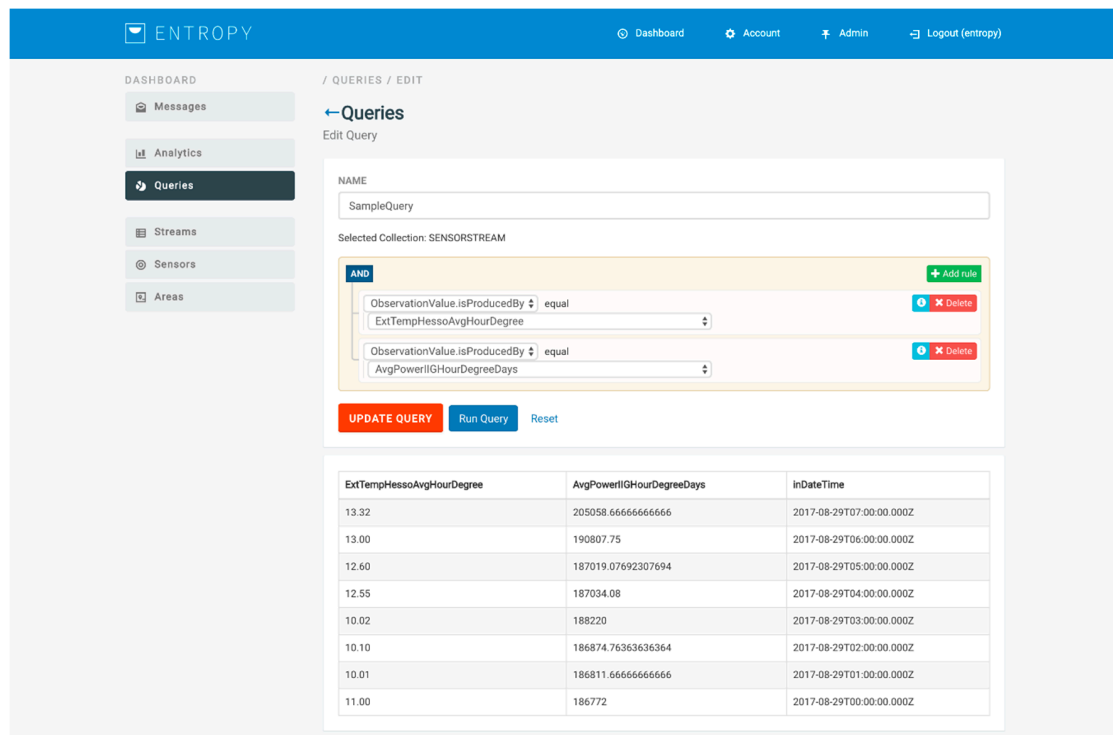 ENTROPY
Dashboard Account Admin Logout (entropy)
DASHBOARD
Messages
Analytics
Queries
Streams
Sensors
Areas
/ QUERIES / EDIT
←Queries
Edit Query
NAME
SampleQuery
Selected Collection: SENSORSTREAM
AND + Add rule
ObservationValue.isProducedBy equal Delete
ExtTempHessoAvgHourDegree
ObservationValue.isProducedBy equal Delete
AvgPowerIIGHourDegreeDays
UPDATE QUERY Run Query Reset
ExtTempHessoAvgHourDegree AvgPowerIIGHourDegreeDays inDateTime
13.32 205058.66666666666 2017-08-29T07:00:00.000Z
13.00 190807.75 2017-08-29T06:00:00.000Z
12.60 187019.07692307694 2017-08-29T05:00:00.000Z
12.55 187034.08 2017-08-29T04:00:00.000Z
10.02 188220 2017-08-29T03:00:00.000Z
10.10 186874.76363636364 2017-08-29T02:00:00.000Z
10.01 186811.66666666666 2017-08-29T01:00:00.000Z
11.00 186772 2017-08-29T00:00:00.000Z